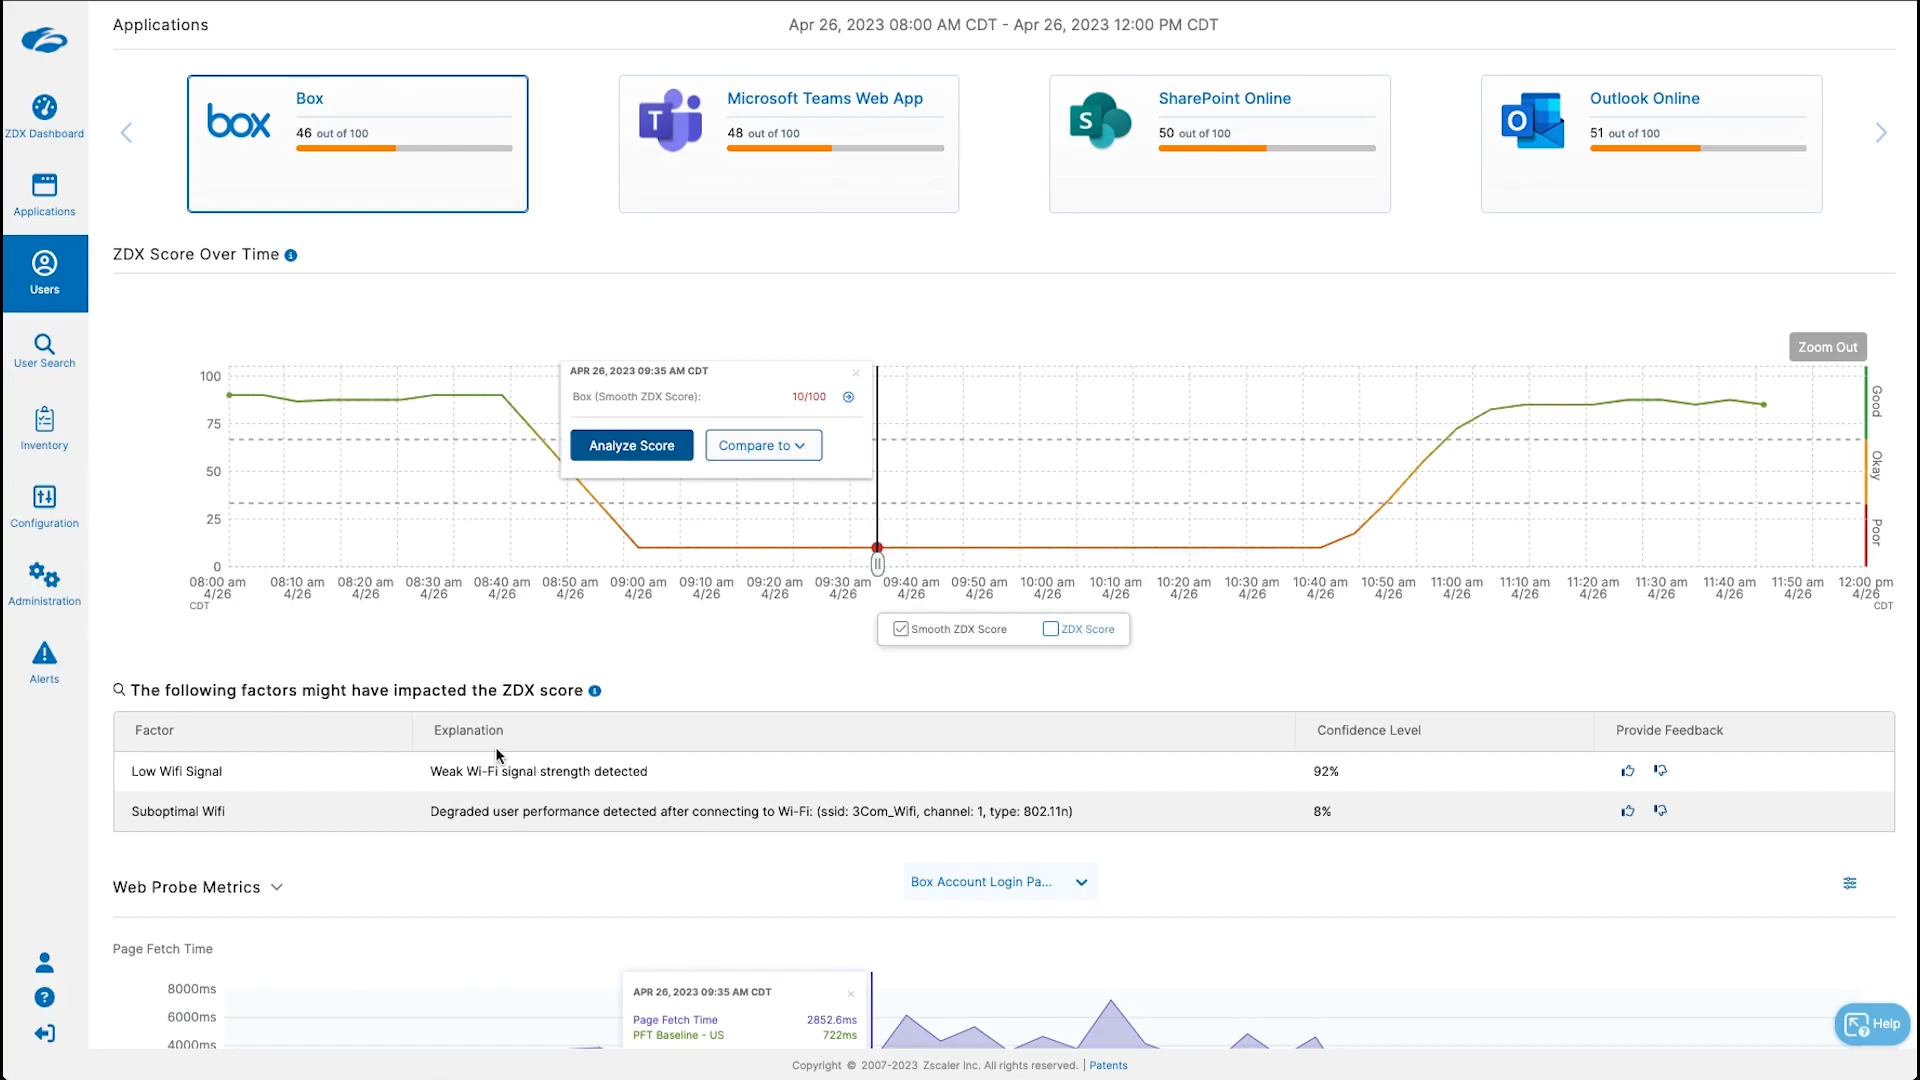 Applications
Apr 26, 2023 08:00 AM CDT - Apr 26, 2023 12:00 PM CDT
ZDX Dashboard
Applications
Users
User Search
Inventory
Configuration
Administration
Alerts
box
Box
46 out of 100
T
Microsoft Teams Web App
48 out of 100
S
SharePoint Online
50 out of 100
O
Outlook Online
51 out of 100
ZDX Score Over Time
Zoom Out
100
75
50
25
0
Good
Okay
Poor
APR 26, 2023 09:35 AM CDT
Box (Smooth ZDX Score): 10/100
Analyze Score
Compare to
08:00 am 08:10 am 08:20 am 08:30 am 08:40 am 08:50 am 09:00 am 09:10 am 09:20 am 09:30 am 09:40 am 09:50 am 10:00 am 10:10 am 10:20 am 10:30 am 10:40 am 10:50 am 11:00 am 11:10 am 11:20 am 11:30 am 11:40 am 11:50 am 12:00 pm
4/26 4/26 4/26 4/26 4/26 4/26 4/26 4/26 4/26 4/26 4/26 4/26 4/26 4/26 4/26 4/26 4/26 4/26 4/26 4/26 4/26 4/26 4/26 4/26 4/26
CDT CDT
Smooth ZDX Score ZDX Score
The following factors might have impacted the ZDX score
Factor Explanation Confidence Level Provide Feedback
Low Wifi Signal Weak Wi-Fi signal strength detected 92%
Suboptimal Wifi Degraded user performance detected after connecting to Wi-Fi: (ssid: 3Com_Wifi, channel: 1, type: 802.11n) 8%
Web Probe Metrics
Box Account Login Pa...
Page Fetch Time
8000ms
6000ms
4000ms
APR 26, 2023 09:35 AM CDT
Page Fetch Time 2852.6ms
PFT Baseline - US 722ms
Help
Copyright © 2007-2023 Zscaler Inc. All rights reserved. | Patents